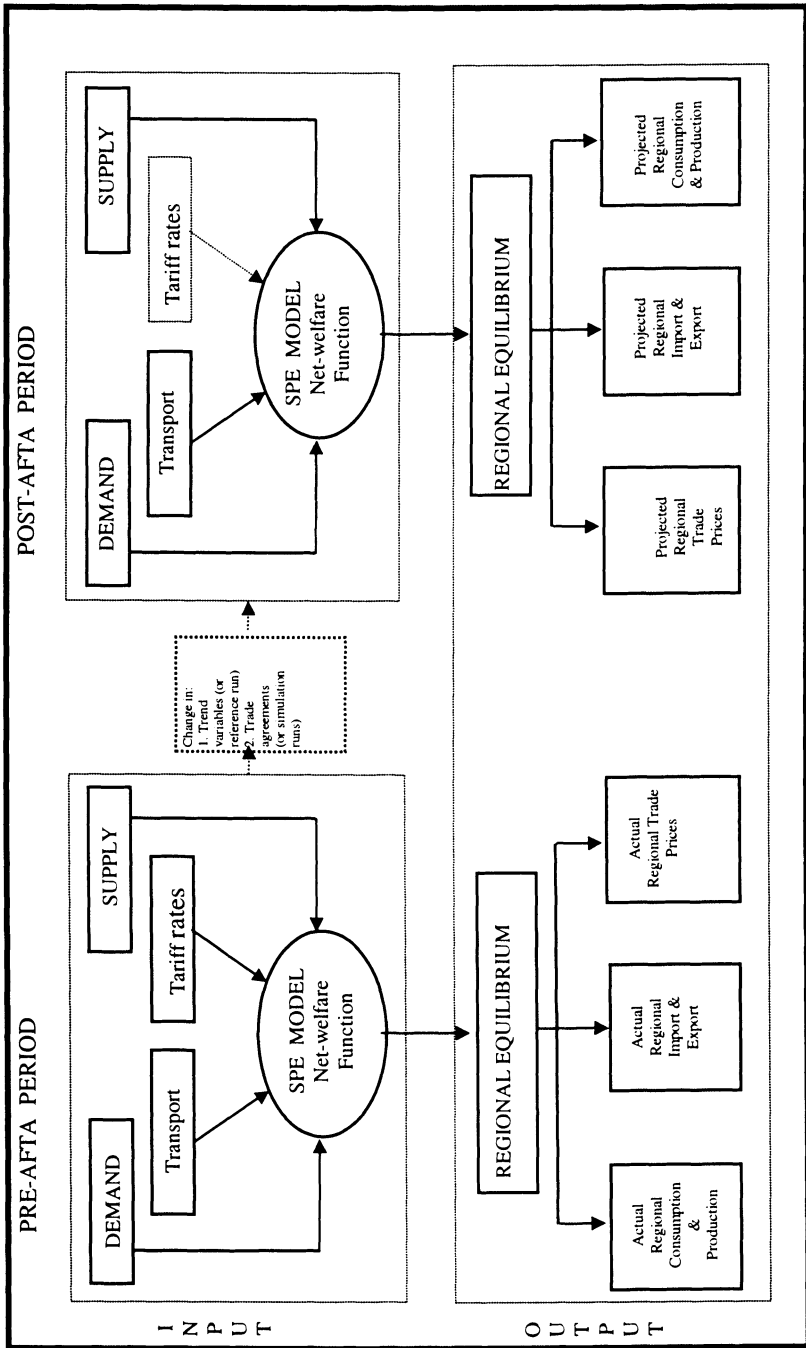 PRE-AFTA PERIOD
POST-AFTA PERIOD
INPUT
DEMAND
SUPPLY
Transport
Tariff rates
SPE MODEL
Net-welfare
Function
Change in:
1. Trend
variables (or
reference run)
2. Trade
agreements
(or simulation
runs)
DEMAND
SUPPLY
Transport
Tariff rates
SPE MODEL
Net-welfare
Function
OUTPUT
REGIONAL EQUILIBRIUM
Actual
Regional
Consumption
&
Production
Actual
Regional
Import &
Export
Actual
Regional Trade
Prices
REGIONAL EQUILIBRIUM
Projected
Regional
Trade
Prices
Projected
Regional
Import &
Export
Projected
Regional
Consumption
& Production